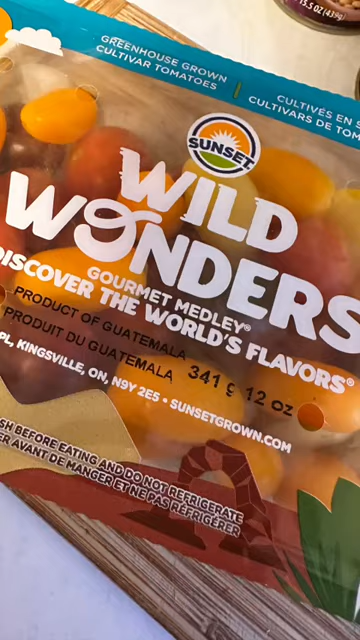 15.5 OZ (439g)
GREENHOUSE GROWN
CULTIVAR TOMATOES
CULTIVÉS EN S
CULTIVARS DE TOM
SUNSET
WILD
WONDERS
GOURMET MEDLEY®
DISCOVER THE WORLD'S FLAVORS®
PRODUCT OF GUATEMALA
PRODUIT DU GUATEMALA
341 g 12 oz
PL, KINGSVILLE, ON, N9Y 2E5 • SUNSETGROWN.COM
SH BEFORE EATING AND DO NOT REFRIGERATE
ER AVANT DE MANGER ET NE PAS RÉFRIGÉRER